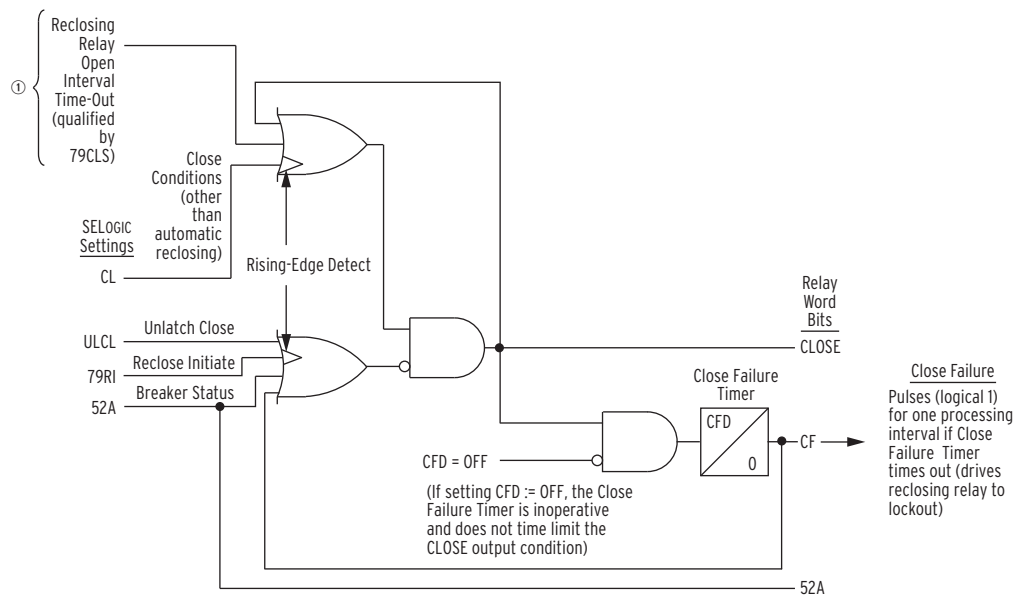 ①
Reclosing
Relay
Open
Interval
Time-Out
(qualified
by
79CLS)
Close
Conditions
(other
than
automatic
reclosing)
SELOGIC
Settings
CL
Rising-Edge Detect
ULCL
Unlatch Close
79RI
Reclose Initiate
52A
Breaker Status
Relay
Word
Bits
CLOSE
Close Failure
Timer
CFD
0
CF
CFD = OFF
(If setting CFD := OFF, the Close
Failure Timer is inoperative
and does not time limit the
CLOSE output condition)
Close Failure
Pulses (logical 1)
for one processing
interval if Close
Failure Timer
times out (drives
reclosing relay to
lockout)
52A